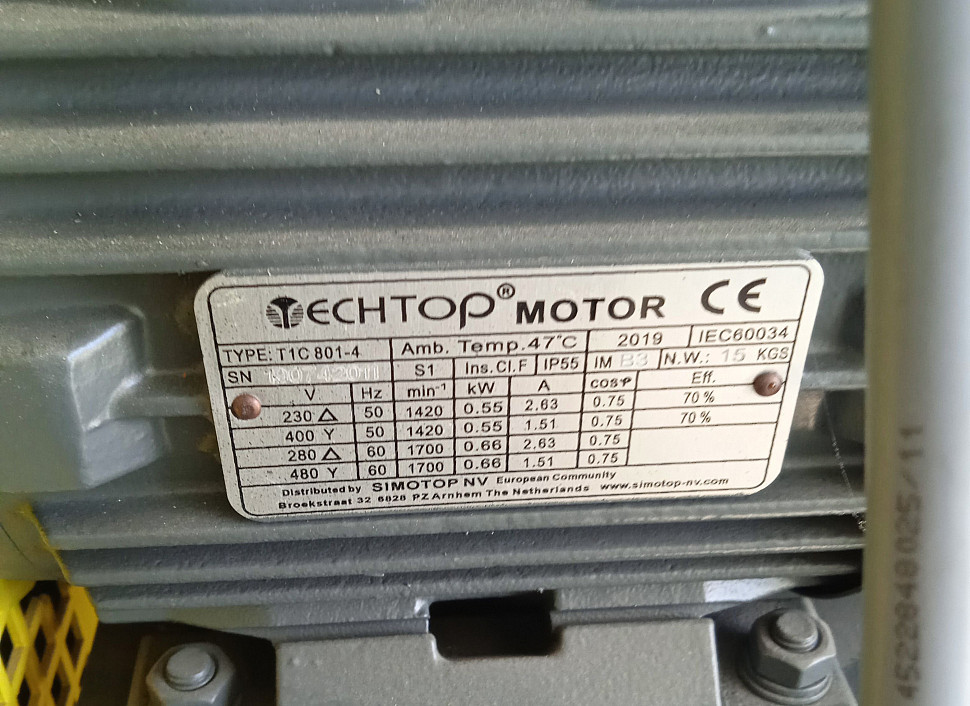 TECHTOP® MOTOR CE
TYPE: T1C 801-4 Amb. Temp.47°C 2019 IEC60034
SN S1 Ins.Cl.F IP55 IM B3 N.W.: 15 KGS
V Hz min⁻¹ kW A cosφ Eff.
230 △ 50 1420 0.55 2.63 0.75 70%
400 Y 50 1420 0.55 1.51 0.75 70%
280 △ 60 1700 0.66 2.63 0.75
480 Y 60 1700 0.66 1.51 0.75
Distributed by SIMOTOP NV European Community
Broekstraat 32 6828 PZ Arnhem The Netherlands www.simotop-nv.com
45220848025/11